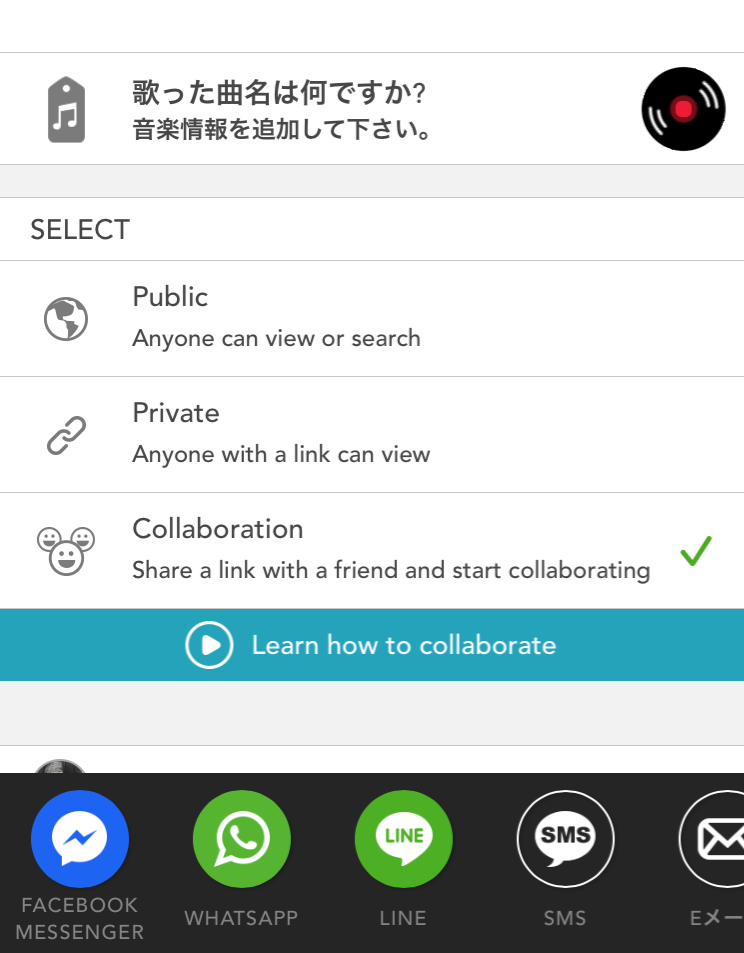 歌った曲名は何ですか?
音楽情報を追加して下さい。
SELECT
Public
Anyone can view or search
Private
Anyone with a link can view
Collaboration
Share a link with a friend and start collaborating
Learn how to collaborate
LINE
SMS
FACEBOOK
MESSENGER
WHATSAPP
LINE
SMS
Eメー